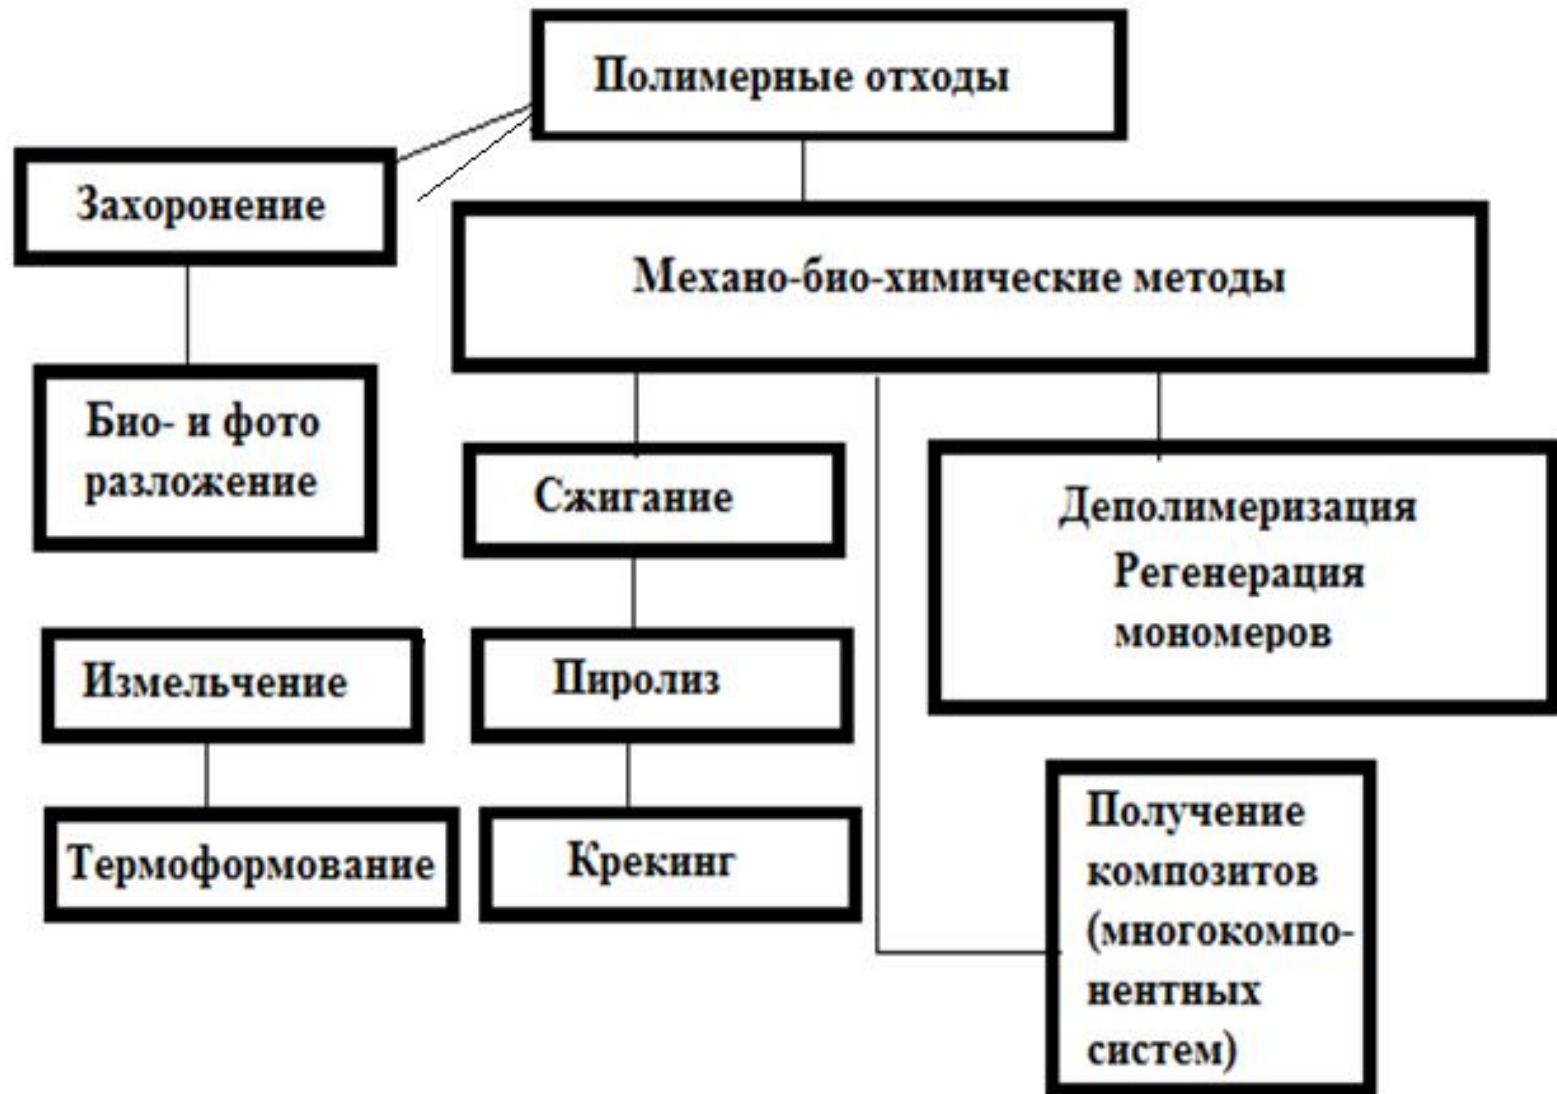 Полимерные отходы
Захоронение
Механо-био-химические методы
Био- и фото
разложение
Сжигание
Деполимеризация
Регенерация
мономеров
Измельчение
Пиролиз
Термоформование
Крекинг
Получение
композитов
(многокомпо-
нентных
систем)